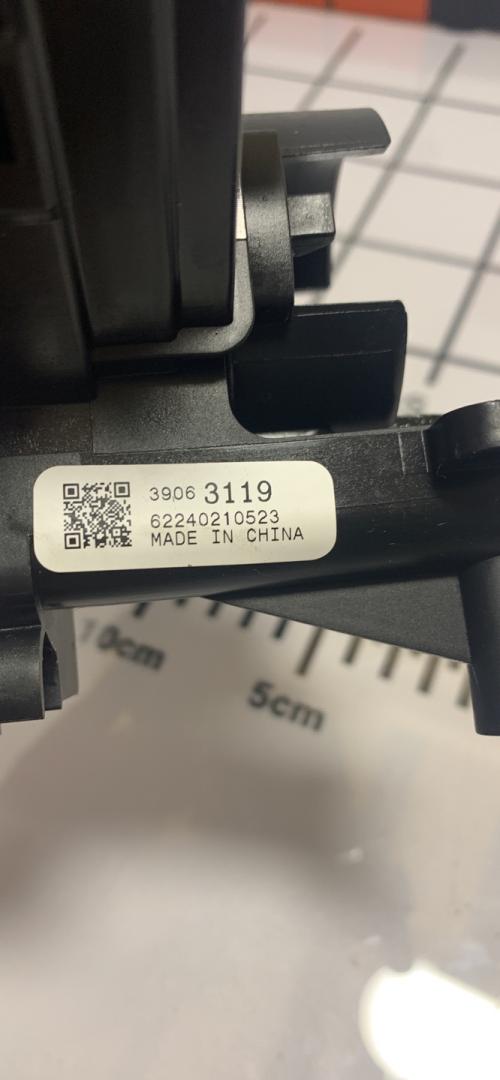 3906 3119
62240210523
MADE IN CHINA
10cm
5cm